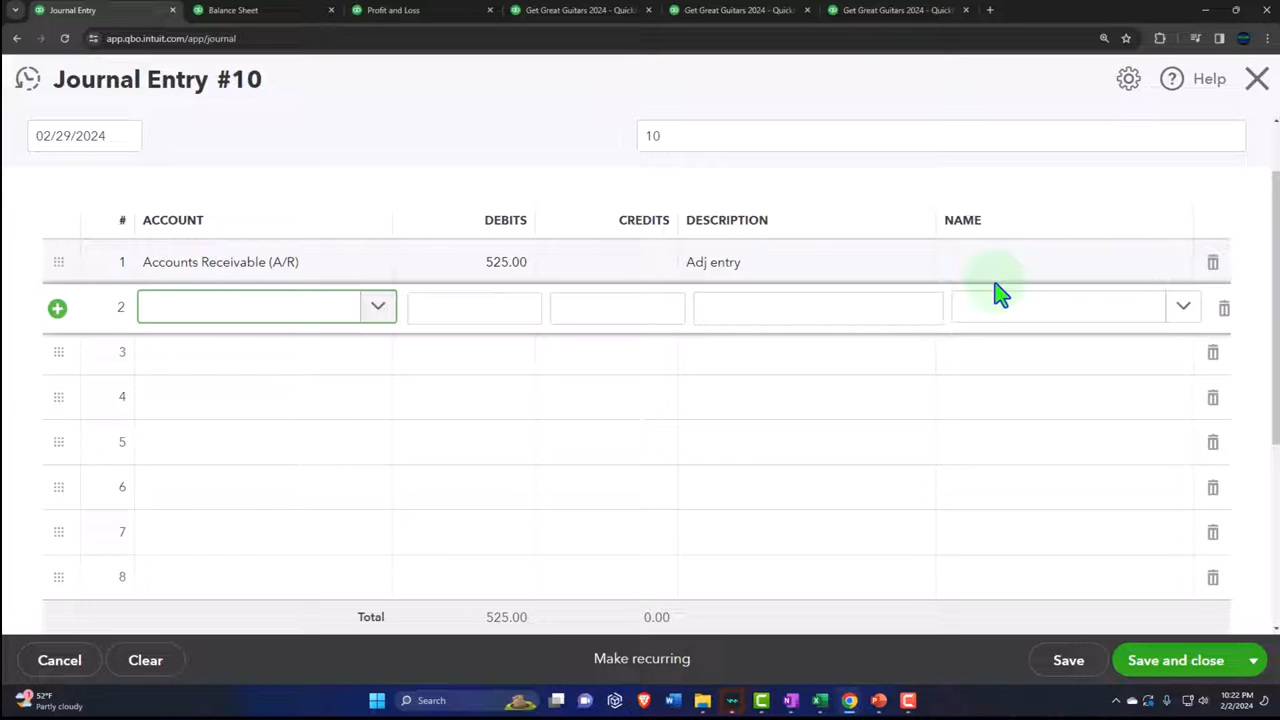 Journal Entry
Balance Sheet
Profit and Loss
Get Great Guitars 2024 - Quick
Get Great Guitars 2024 - Quick
Get Great Guitars 2024 - Quick
app.qbo.intuit.com/app/journal
Journal Entry #10
Help
02/29/2024
10
# ACCOUNT DEBITS CREDITS DESCRIPTION NAME
1 Accounts Receivable (A/R) 525.00 Adj entry
2
3
4
5
6
7
8
Total 525.00 0.00
Cancel
Clear
Make recurring
Save
Save and close
1
52°F
Partly cloudy
Search
10:22 PM
2/2/2024